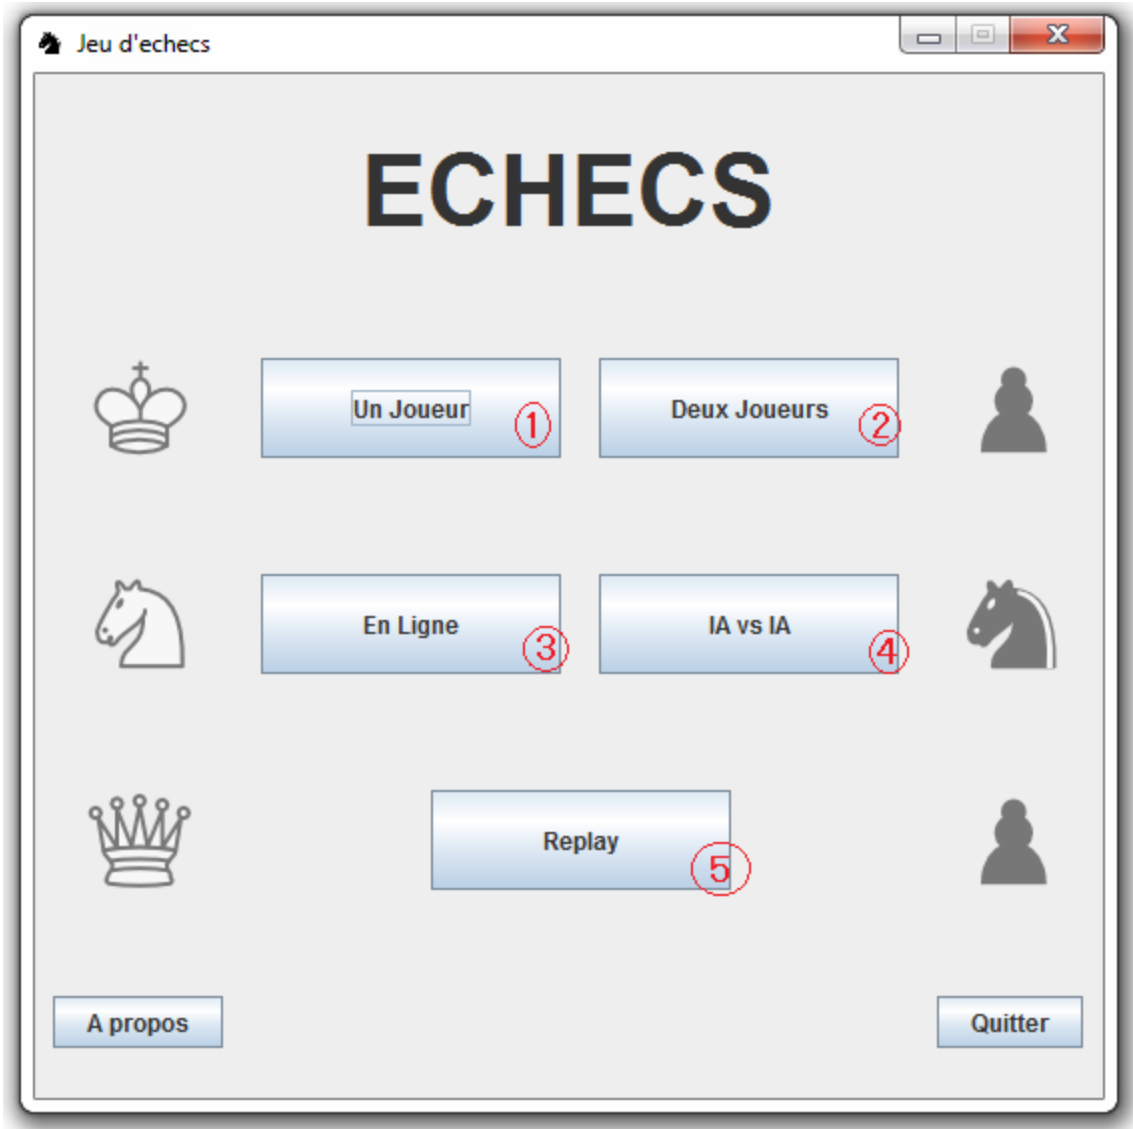 Jeu d'echecs
ECHECS
Un Joueur 1
Deux Joueurs 2
En Ligne 3
IA vs IA 4
Replay 5
A propos
Quitter